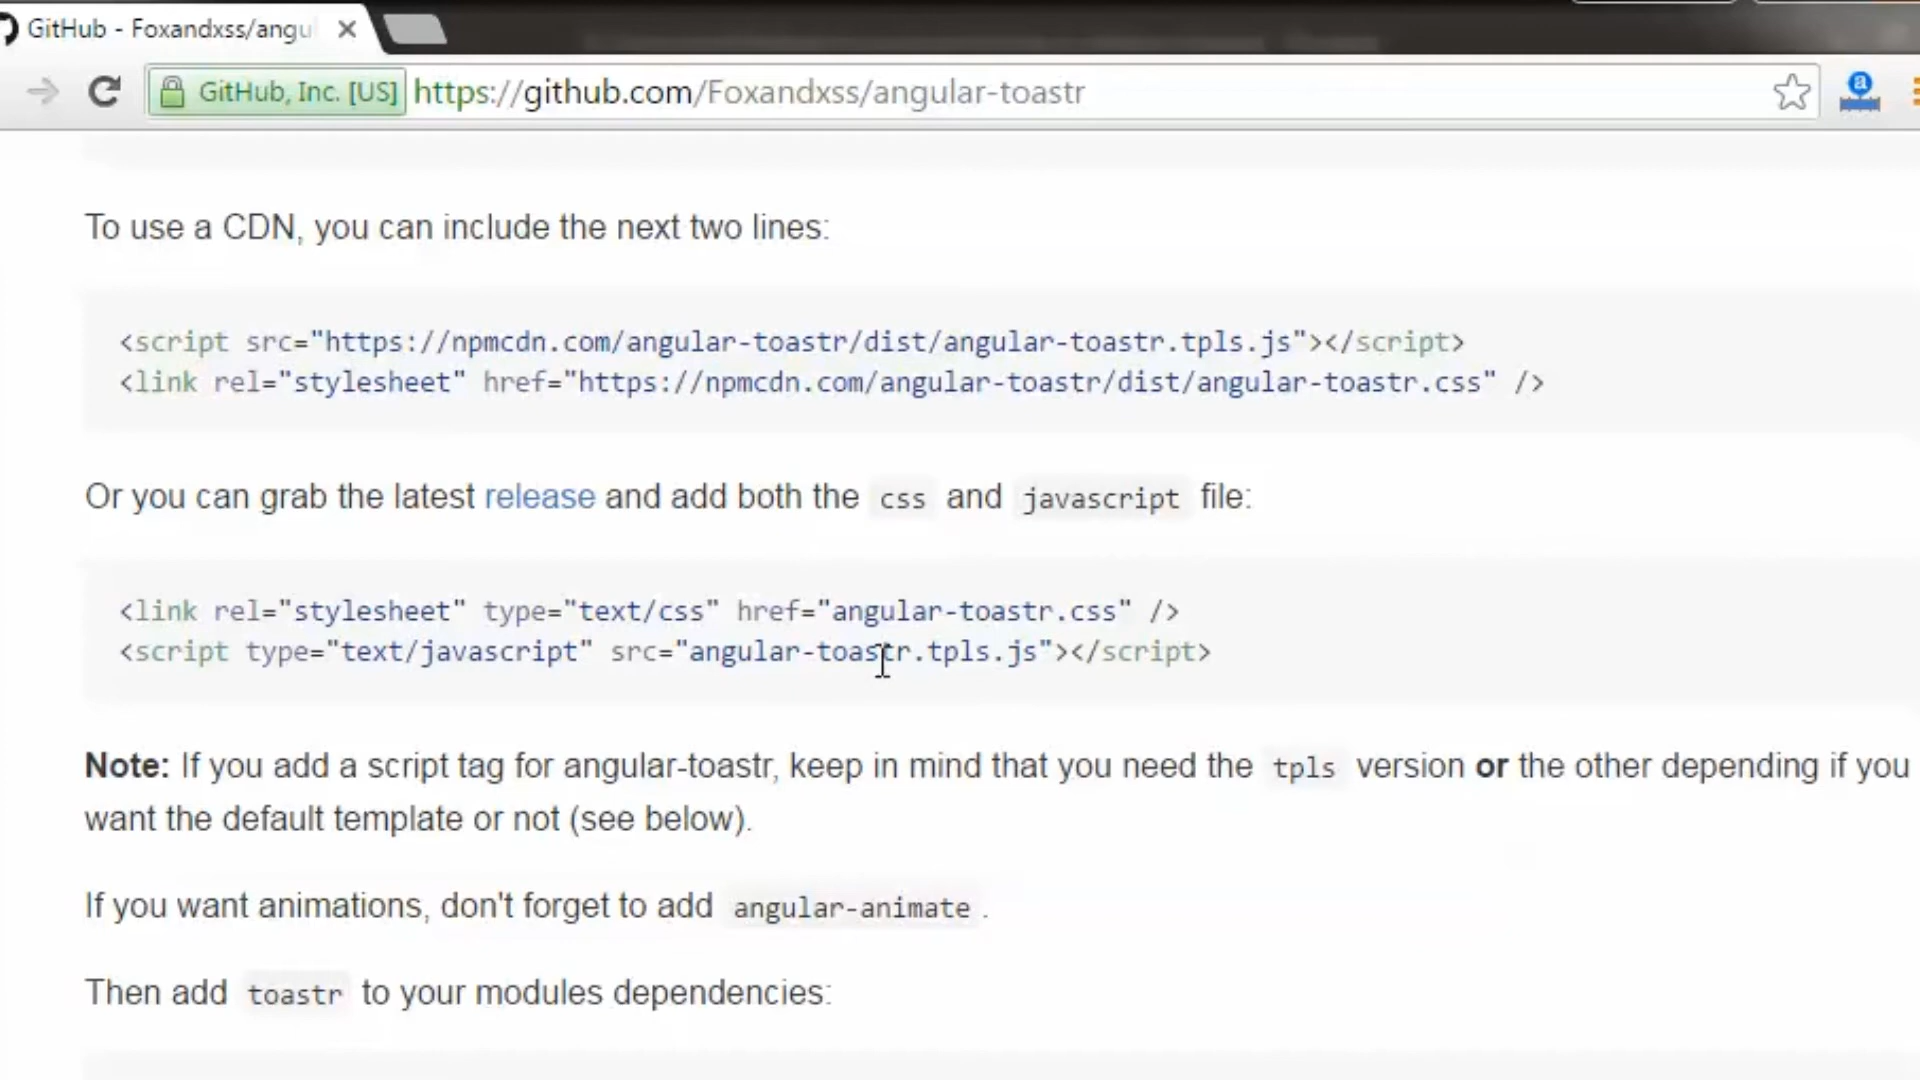 GitHub - Foxandxss/angu
GitHub, Inc. [US] https://github.com/Foxandxss/angular-toastr
To use a CDN, you can include the next two lines:
<script src="https://npmcdn.com/angular-toastr/dist/angular-toastr.tpls.js"></script>
<link rel="stylesheet" href="https://npmcdn.com/angular-toastr/dist/angular-toastr.css" />
Or you can grab the latest release and add both the css and javascript file:
<link rel="stylesheet" type="text/css" href="angular-toastr.css" />
<script type="text/javascript" src="angular-toastr.tpls.js"></script>
Note: If you add a script tag for angular-toastr, keep in mind that you need the tpls version or the other depending if you
want the default template or not (see below).
If you want animations, don't forget to add angular-animate .
Then add toastr to your modules dependencies: